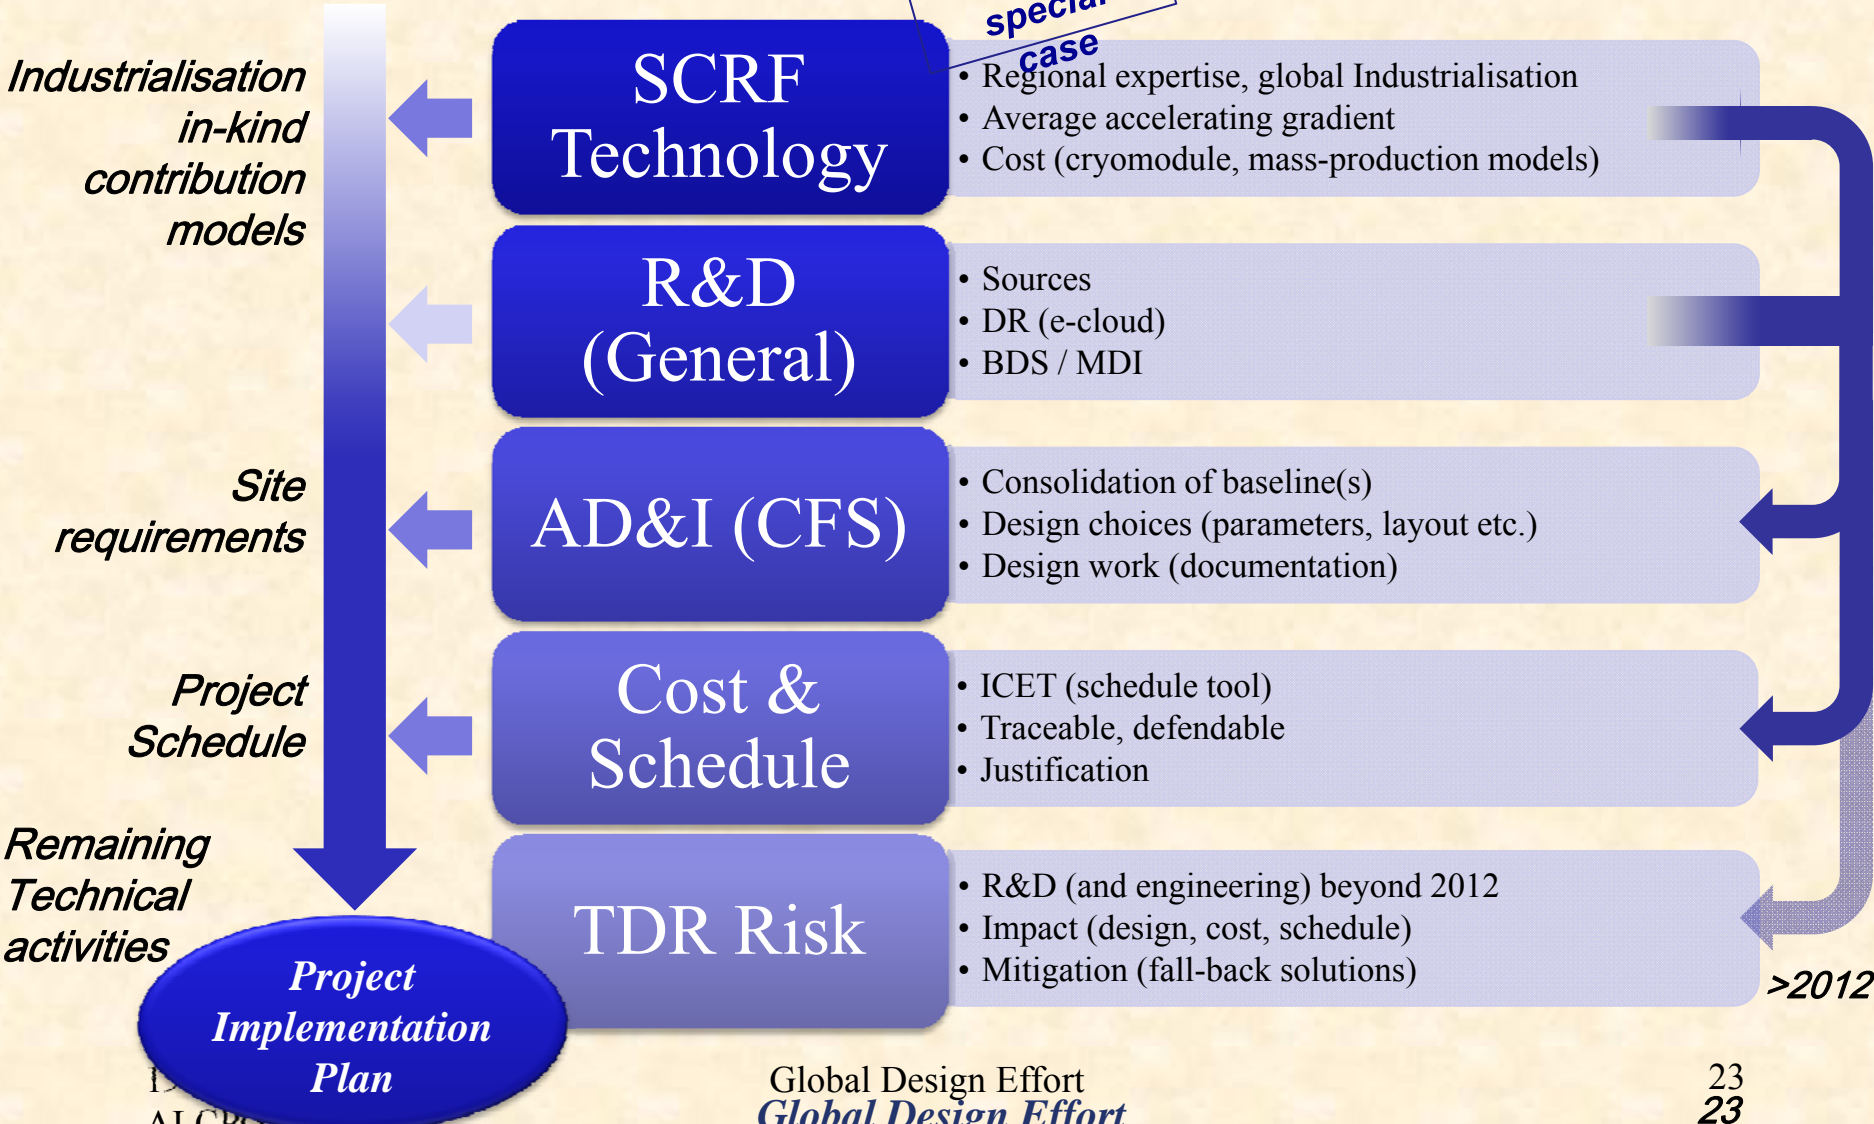 special
case
Industrialisation
in-kind
contribution
models
SCRF
Technology
• Regional expertise, global Industrialisation
• Average accelerating gradient
• Cost (cryomodule, mass-production models)
R&D
(General)
• Sources
• DR (e-cloud)
• BDS / MDI
Site
requirements
AD&I (CFS)
• Consolidation of baseline(s)
• Design choices (parameters, layout etc.)
• Design work (documentation)
Project
Schedule
Cost &
Schedule
• ICET (schedule tool)
• Traceable, defendable
• Justification
Remaining
Technical
activities
TDR Risk
• R&D (and engineering) beyond 2012
• Impact (design, cost, schedule)
• Mitigation (fall-back solutions)
>2012
Project
Implementation
Plan
Global Design Effort
23
Global Design Effort
23